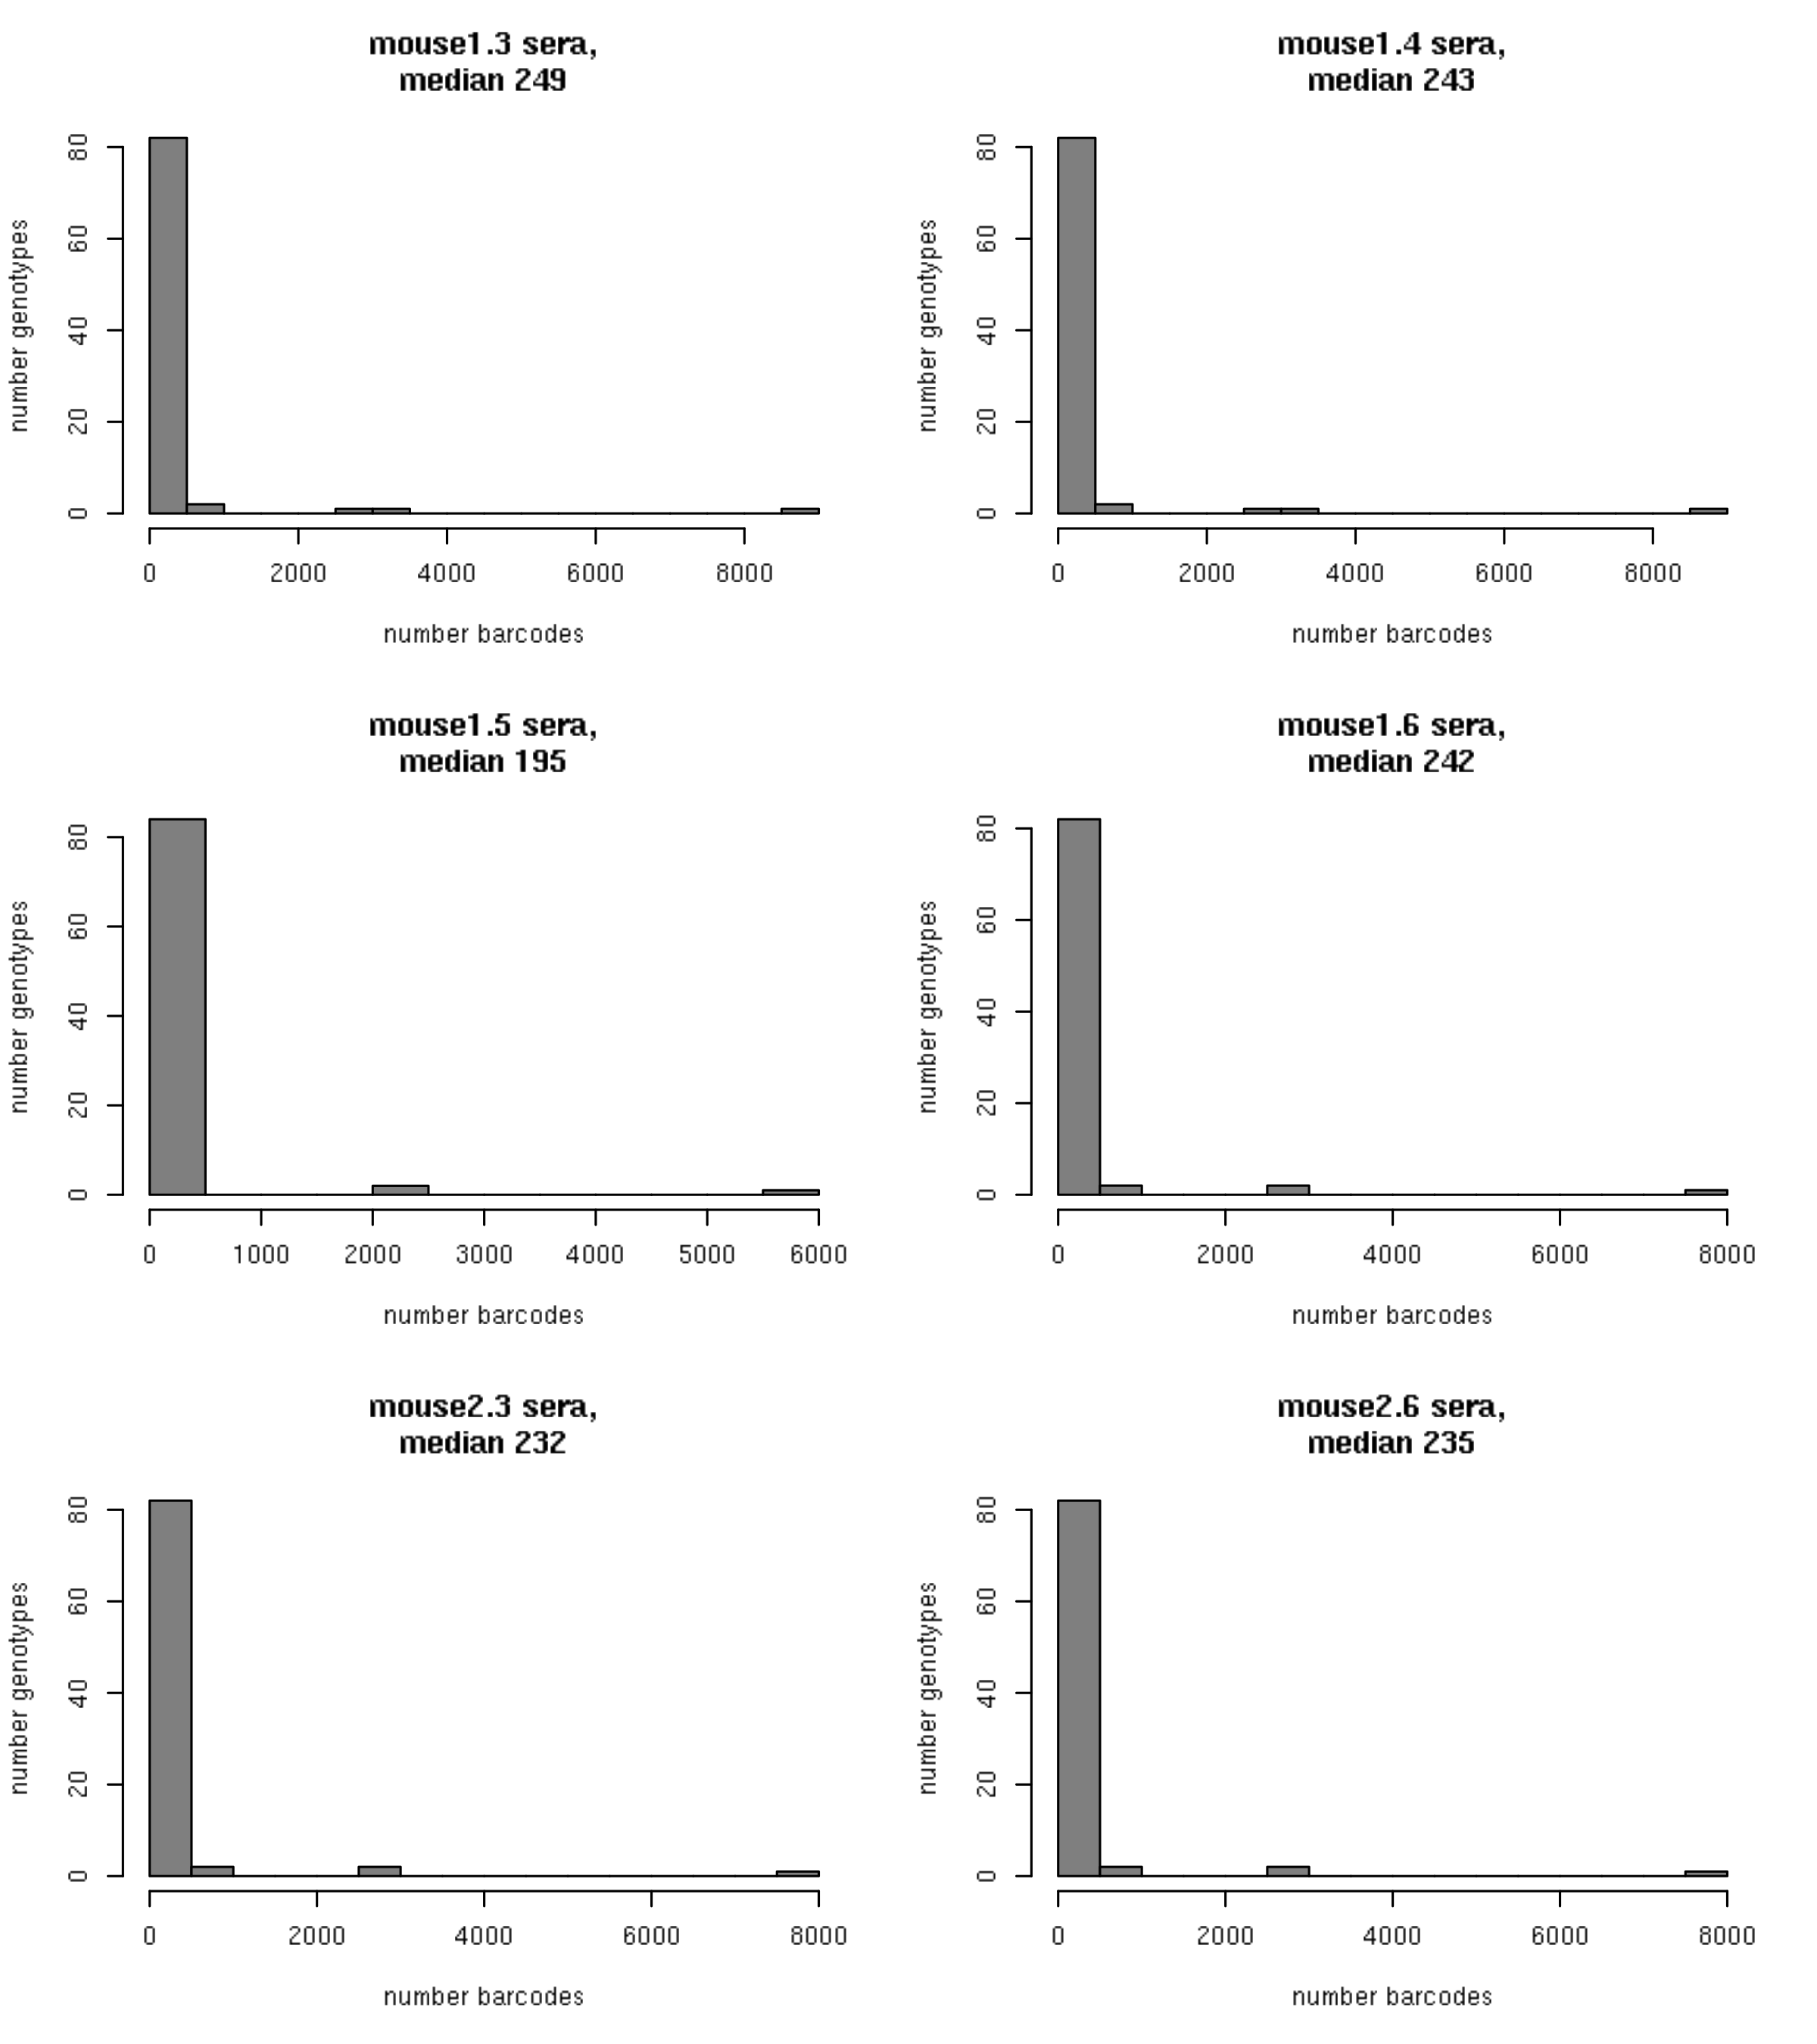 mouse1.3 sera,
median 249
80
60
40
20
0
number genotypes
0 2000 4000 6000 8000
number barcodes
mouse1.4 sera,
median 243
80
60
40
20
0
number genotypes
0 2000 4000 6000 8000
number barcodes
mouse1.5 sera,
median 195
80
60
40
20
0
number genotypes
0 1000 2000 3000 4000 5000 6000
number barcodes
mouse1.6 sera,
median 242
80
60
40
20
0
number genotypes
0 2000 4000 6000 8000
number barcodes
mouse2.3 sera,
median 232
80
60
40
20
0
number genotypes
0 2000 4000 6000 8000
number barcodes
mouse2.6 sera,
median 235
80
60
40
20
0
number genotypes
0 2000 4000 6000 8000
number barcodes